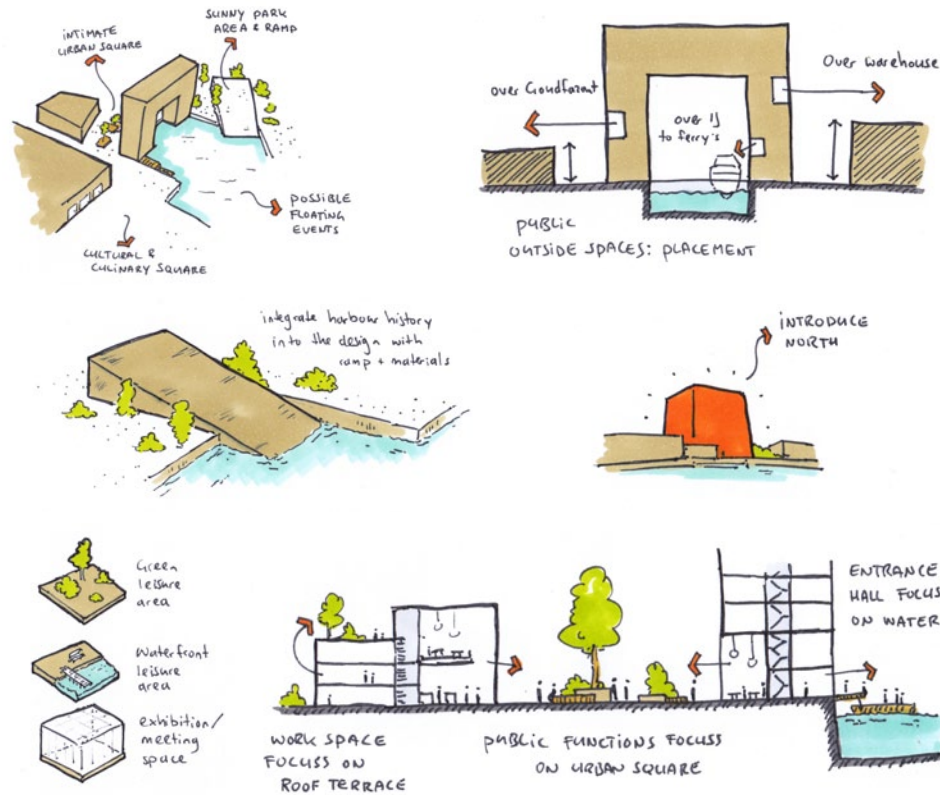 INTIMATE
URBAN SQUARE
SUNNY PARK
AREA & RAMP
POSSIBLE
FLOATING
EVENTS
CULTURAL &
CULINARY SQUARE
over Goudfazant
over IJ
to ferry's
Over warehouse
PUBLIC
OUTSIDE SPACES: PLACEMENT
integrate harbour history
into the design with
ramp + materials
INTRODUCE
NORTH
Green
leisure
area
Waterfront
leisure
area
exhibition/
meeting
space
WORK SPACE
FOCUSS ON
ROOF TERRACE
PUBLIC FUNCTIONS FOCUSS
ON URBAN SQUARE
ENTRANCE
HALL FOCUS
ON WATER